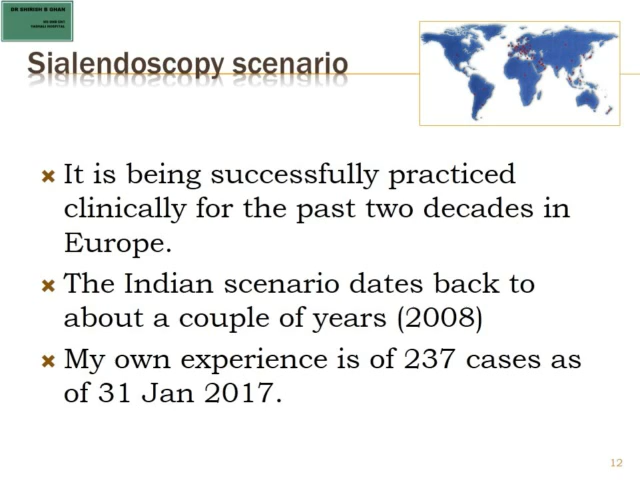 DR SHIRISH S GHAN
Sialendoscopy scenario
It is being successfully practiced
clinically for the past two decades in
Europe.
The Indian scenario dates back to
about a couple of years (2008)
My own experience is of 237 cases as
of 31 Jan 2017.
12